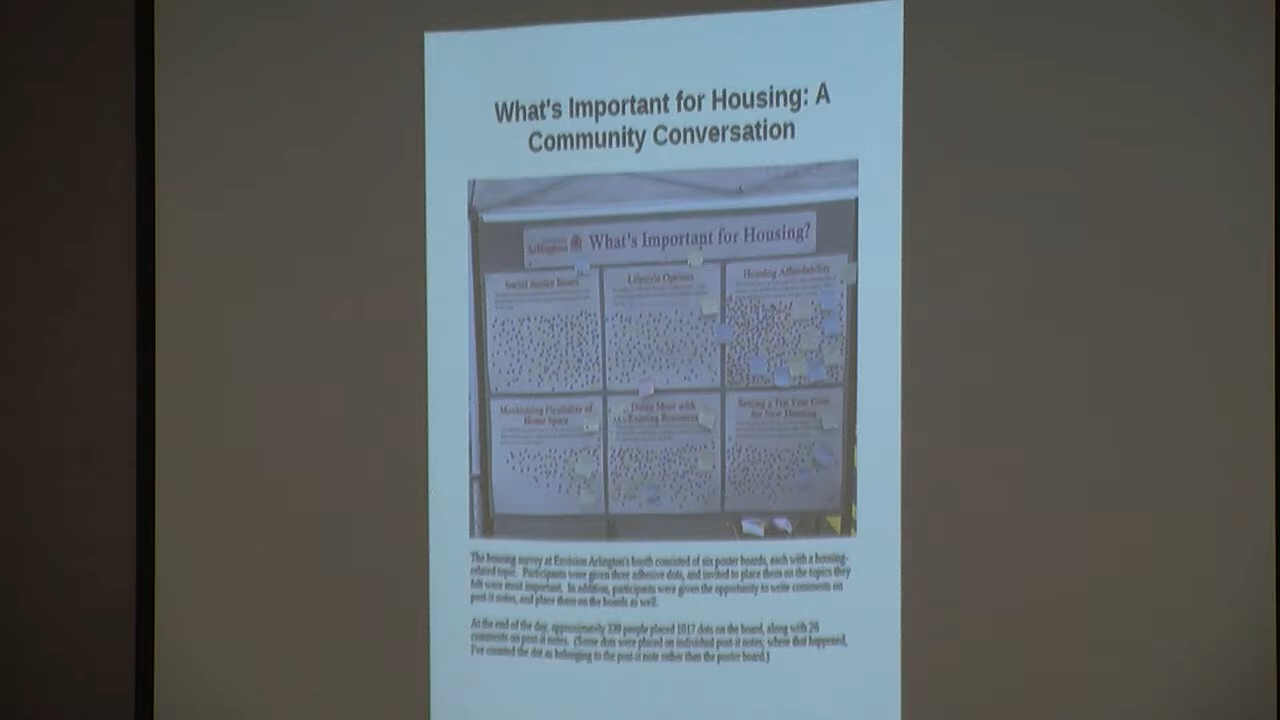 What's Important for Housing: A
Community Conversation
Arlington
What's Important for Housing?
Social Justice Issues
Lifestyle Options
Housing Affordability
Maximizing Flexibility of
Home Space
Doing More with
Existing Resources
Setting a Ten Year Goal
for New Housing
The housing survey at Envision Arlington's booth consisted of six poster boards, each with a housing-
related topic. Participants were given three adhesive dots, and invited to place them on the topics they
felt were most important. In addition, participants were given the opportunity to write comments on
post-it notes, and place them on the boards as well.
At the end of the day, approximately 339 people placed 1017 dots on the board, along with 26
comments on post-it notes. (Some dots were placed on individual post-it notes; where that happened,
I've counted the dot as belonging to the post-it note rather than the poster board.)